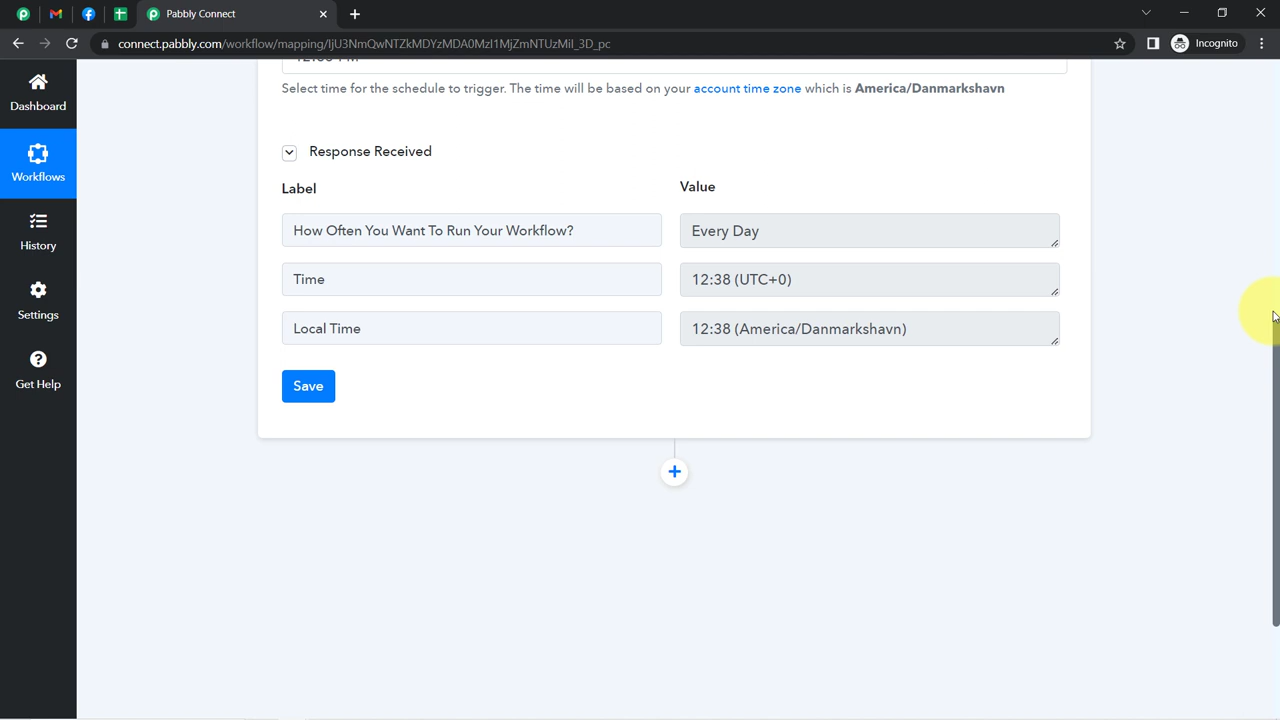 Pabbly Connect
connect.pabbly.com/workflow/mapping/IjU3NmQwNTZkMDYzMDA0MzI1MjZmNTUzMiI_3D_pc
Incognito
Dashboard
Workflows
History
Settings
Get Help
Select time for the schedule to trigger. The time will be based on your account time zone which is America/Danmarkshavn
Response Received
Label
Value
How Often You Want To Run Your Workflow?
Every Day
Time
12:38 (UTC+0)
Local Time
12:38 (America/Danmarkshavn)
Save